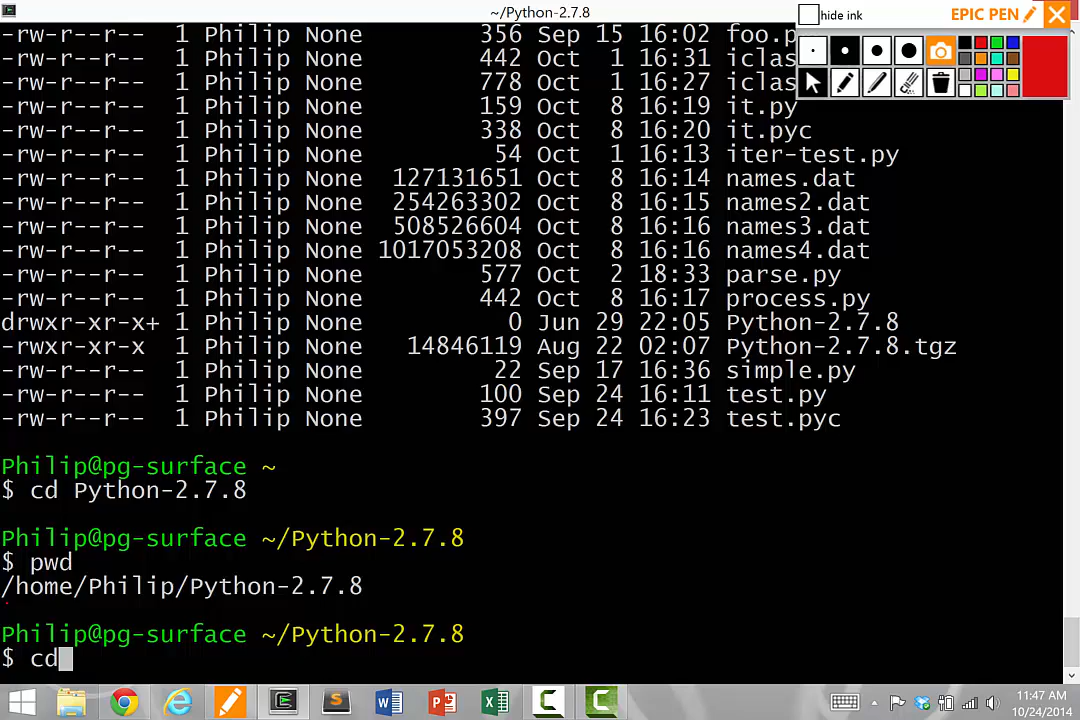 ~/Python-2.7.8
hide ink
EPIC PEN
-rw-r--r-- 1 Philip None 356 Sep 15 16:02 foo.p
-rw-r--r-- 1 Philip None 442 Oct 1 16:31 iclas
-rw-r--r-- 1 Philip None 778 Oct 1 16:27 iclas
-rw-r--r-- 1 Philip None 159 Oct 8 16:19 it.py
-rw-r--r-- 1 Philip None 338 Oct 8 16:20 it.pyc
-rw-r--r-- 1 Philip None 54 Oct 1 16:13 iter-test.py
-rw-r--r-- 1 Philip None 127131651 Oct 8 16:14 names.dat
-rw-r--r-- 1 Philip None 254263302 Oct 8 16:15 names2.dat
-rw-r--r-- 1 Philip None 508526604 Oct 8 16:16 names3.dat
-rw-r--r-- 1 Philip None 1017053208 Oct 8 16:16 names4.dat
-rw-r--r-- 1 Philip None 577 Oct 2 18:33 parse.py
-rw-r--r-- 1 Philip None 442 Oct 8 16:17 process.py
drwxr-xr-x+ 1 Philip None 0 Jun 29 22:05 Python-2.7.8
-rwxr-xr-x 1 Philip None 14846119 Aug 22 02:07 Python-2.7.8.tgz
-rw-r--r-- 1 Philip None 22 Sep 17 16:36 simple.py
-rw-r--r-- 1 Philip None 100 Sep 24 16:11 test.py
-rw-r--r-- 1 Philip None 397 Sep 24 16:23 test.pyc
Philip@pg-surface ~
$ cd Python-2.7.8
Philip@pg-surface ~/Python-2.7.8
$ pwd
/home/Philip/Python-2.7.8
Philip@pg-surface ~/Python-2.7.8
$ cd
11:47 AM
10/24/2014